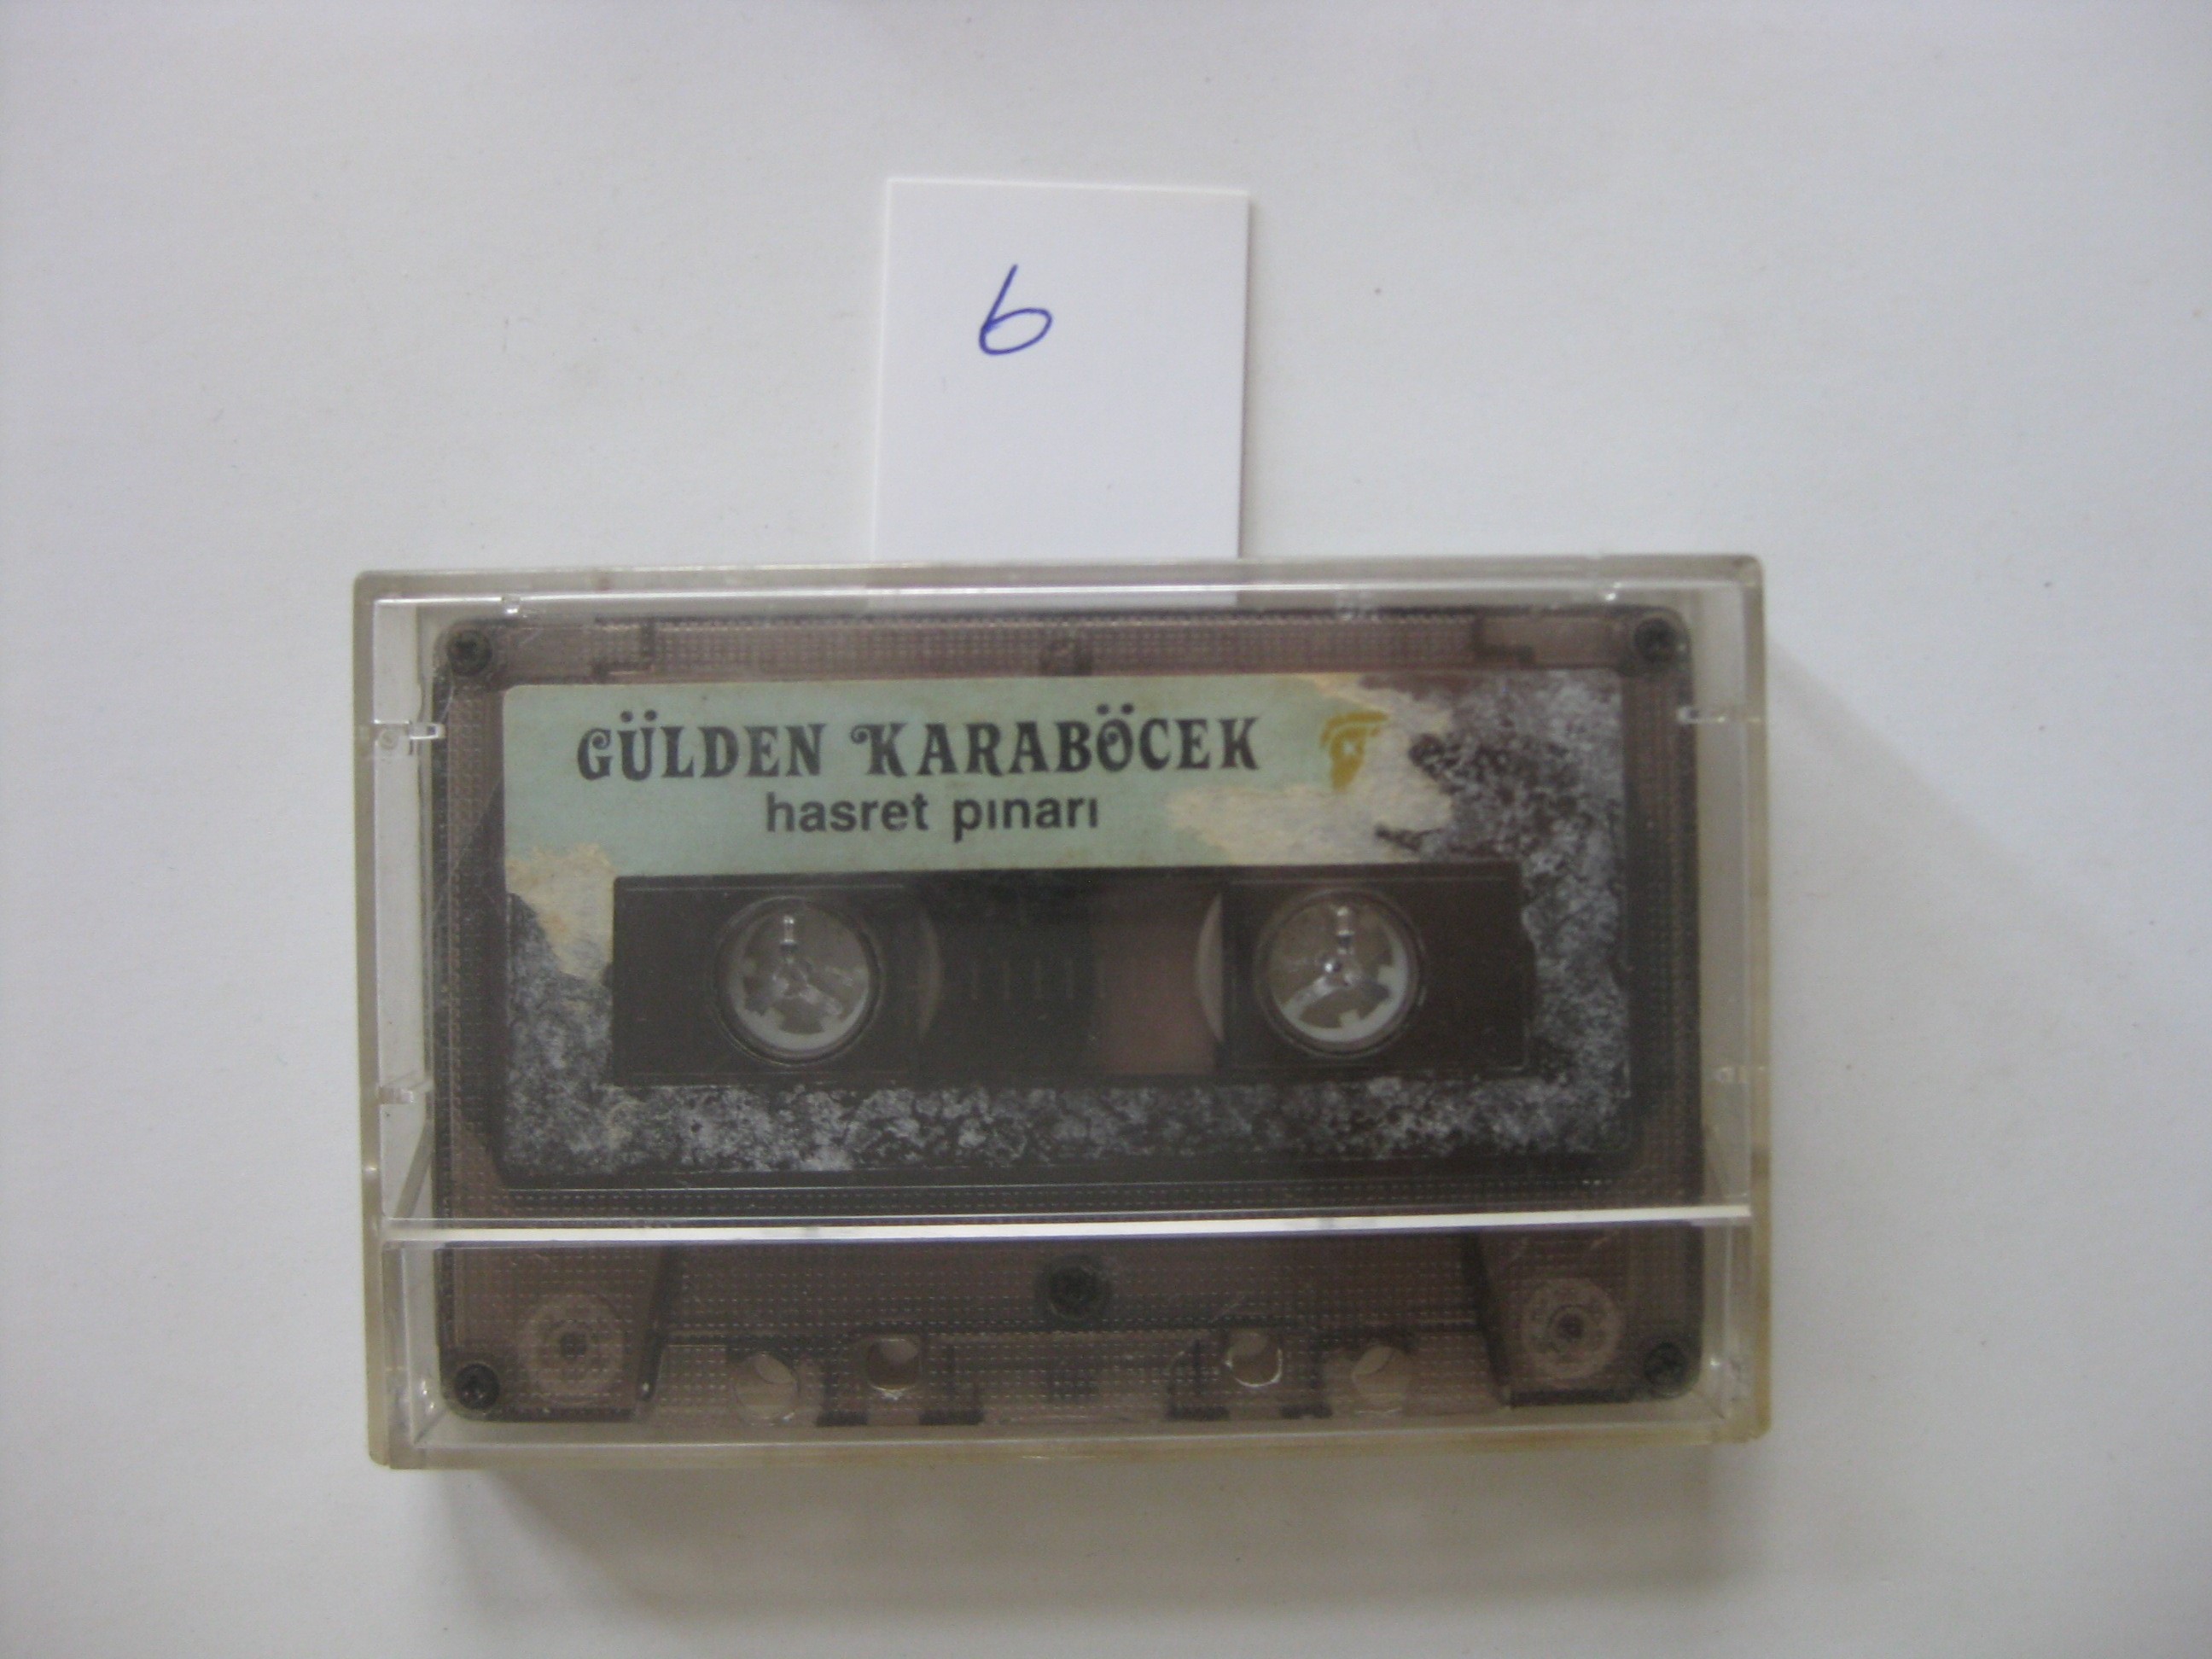 6
GÜLDEN KARABÖCEK
hasret pınarı